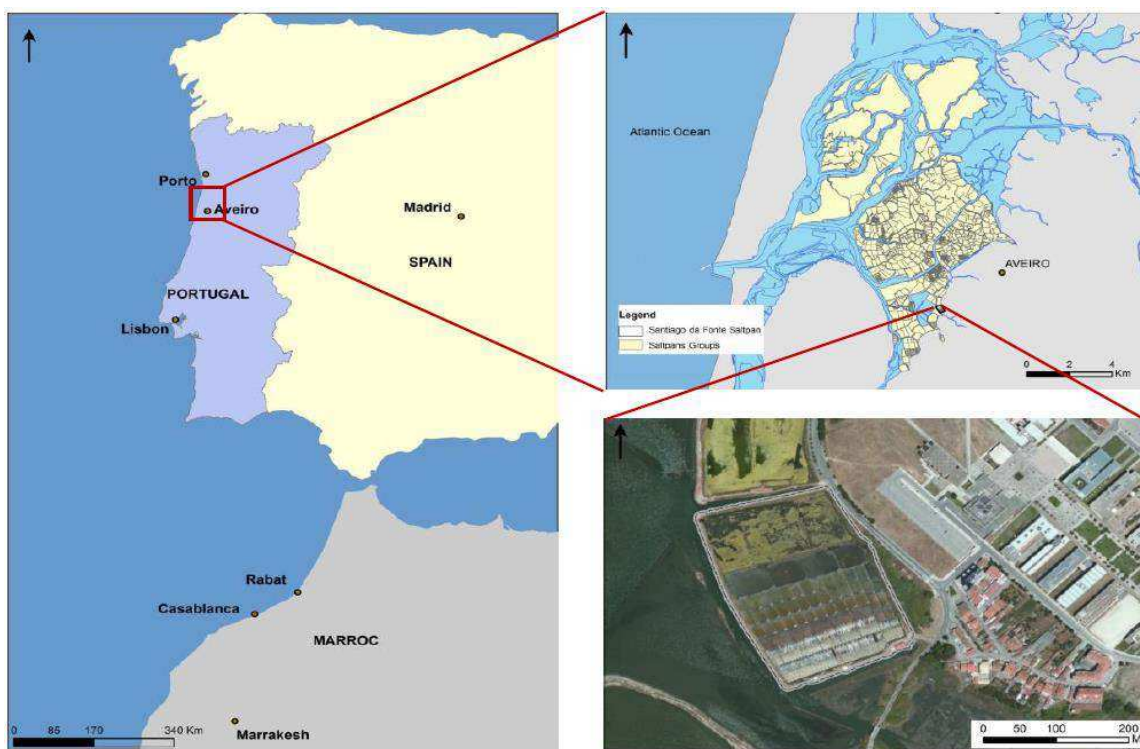 Porto
Aveiro
Madrid
SPAIN
PORTUGAL
Lisbon
Rabat
Casablanca
MARROC
Marrakesh
0 85 170 340 Km
Atlantic Ocean
AVEIRO
Legend
Santiago da Fonte Saltpan
Saltpans Groups
0 2 4
Km
0 50 100 200
M